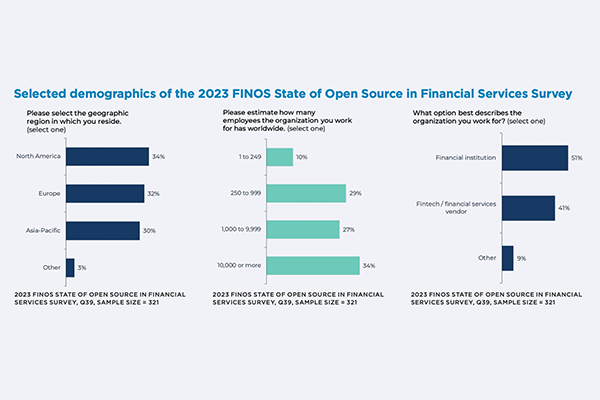 Selected demographics of the 2023 FINOS State of Open Source in Financial Services Survey
Please select the geographic
region in which you reside.
(select one)
North America 34%
Europe 32%
Asia-Pacific 30%
Other 3%
2023 FINOS STATE OF OPEN SOURCE IN FINANCIAL
SERVICES SURVEY, Q39, SAMPLE SIZE = 321
Please estimate how many
employees the organization you work
for has worldwide. (select one)
1 to 249 10%
250 to 999 29%
1,000 to 9,999 27%
10,000 or more 34%
2023 FINOS STATE OF OPEN SOURCE IN FINANCIAL
SERVICES SURVEY, Q39, SAMPLE SIZE = 321
What option best describes the
organization you work for? (select one)
Financial institution 51%
Fintech / financial services
vendor 41%
Other 9%
2023 FINOS STATE OF OPEN SOURCE IN FINANCIAL
SERVICES SURVEY, Q39, SAMPLE SIZE = 321